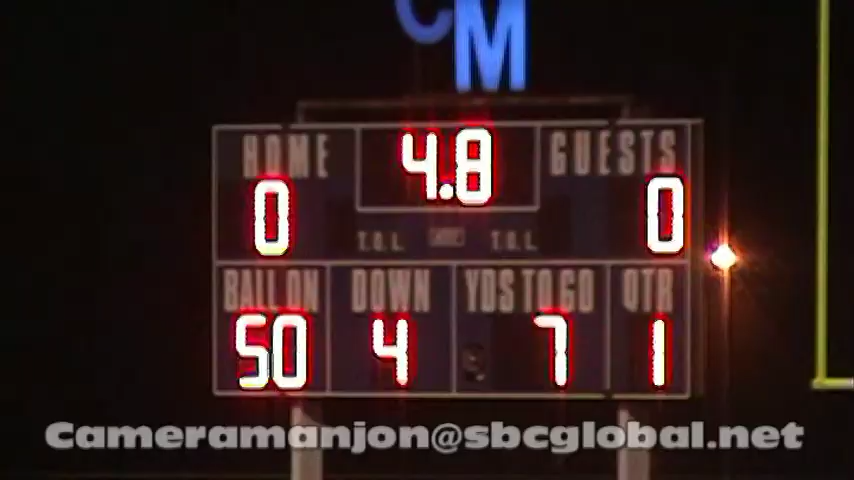 CM
HOME 4.8 GUESTS
0 0
T.O.L. T.O.L.
BALL ON DOWN YDS TO GO QTR
50 4 7 1
Cameramanjon@sbcglobal.net